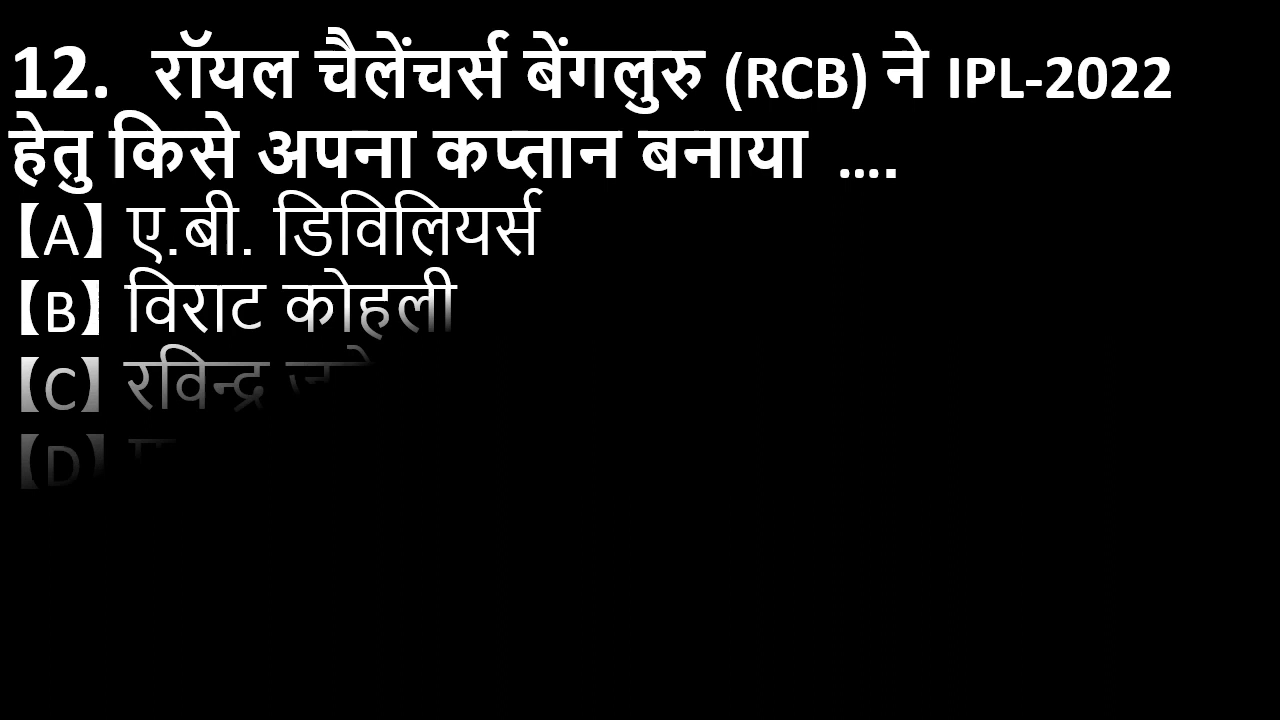 12. रॉयल चैलेंचर्स बेंगलुरु (RCB) ने IPL-2022
हेतु किसे अपना कप्तान बनाया ....
【A】 ए.बी. डिविलियर्स
【B】 विराट कोहली
【C】 रविन्द्र
【D】